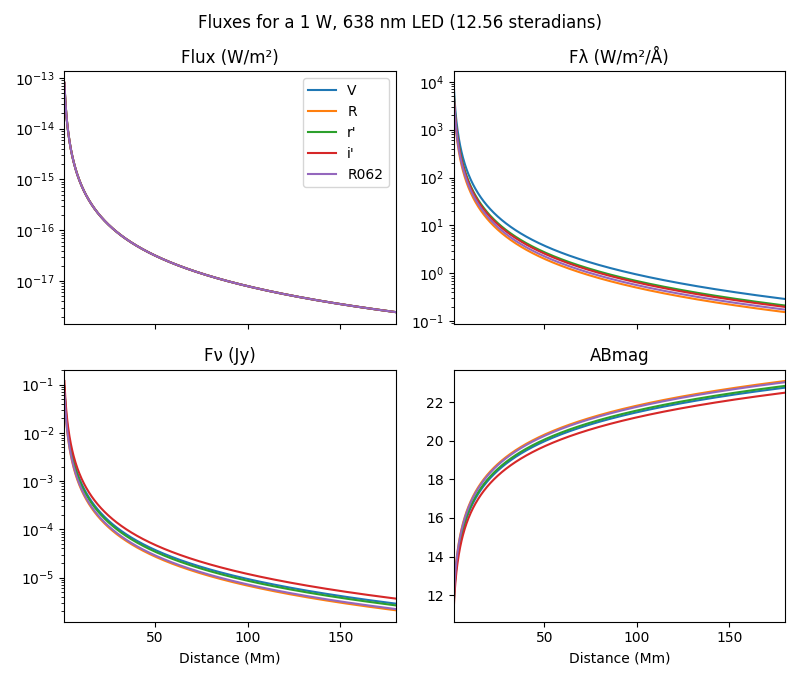 Fluxes for a 1 W, 638 nm LED (12.56 steradians)
Flux (W/m²)
10⁻¹³
10⁻¹⁴
10⁻¹⁵
10⁻¹⁶
10⁻¹⁷
V
R
r'
i'
R062
Fλ (W/m²/Å)
10⁴
10³
10²
10¹
10⁰
10⁻¹
Fν (Jy)
10⁻¹
10⁻²
10⁻³
10⁻⁴
10⁻⁵
50 100 150
Distance (Mm)
ABmag
22
20
18
16
14
12
50 100 150
Distance (Mm)